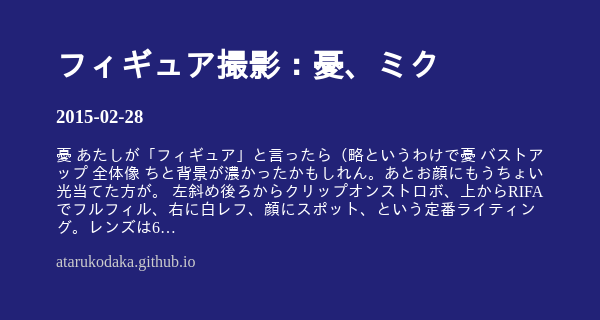 フィギュア撮影：憂、ミク
2015-02-28
憂 あたしが「フィギュア」と言ったら（略というわけで憂 バストア
ップ 全体像 ちと背景が濃かったかもしれん。あとお顔にもうちょい
光当てた方が。 左斜め後ろからクリップオンストロボ、上からRIFA
でフルフィル、右に白レフ、顔にスポット、という定番ライティン
グ。レンズは6…
atarukodaka.github.io